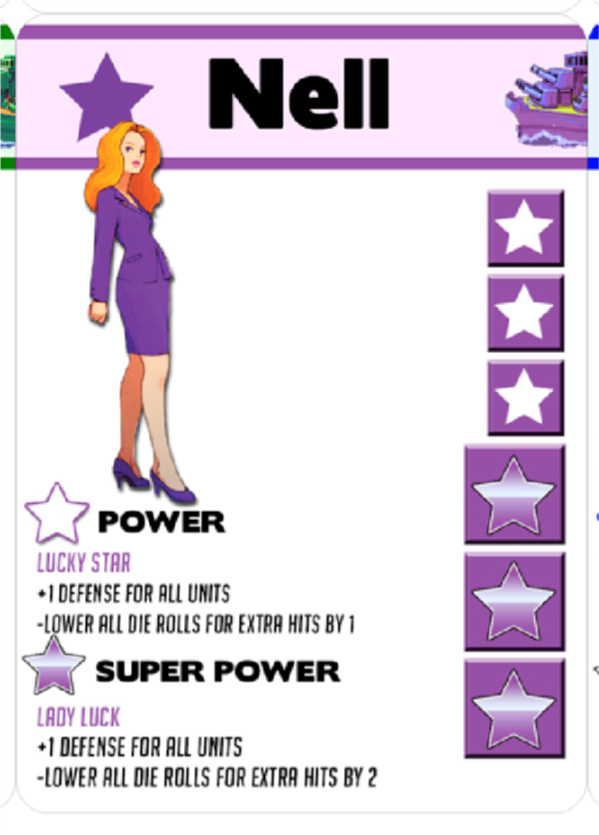 Nell
POWER
LUCKY STAR
+1 DEFENSE FOR ALL UNITS
-LOWER ALL DIE ROLLS FOR EXTRA HITS BY 1
SUPER POWER
LADY LUCK
+1 DEFENSE FOR ALL UNITS
-LOWER ALL DIE ROLLS FOR EXTRA HITS BY 2